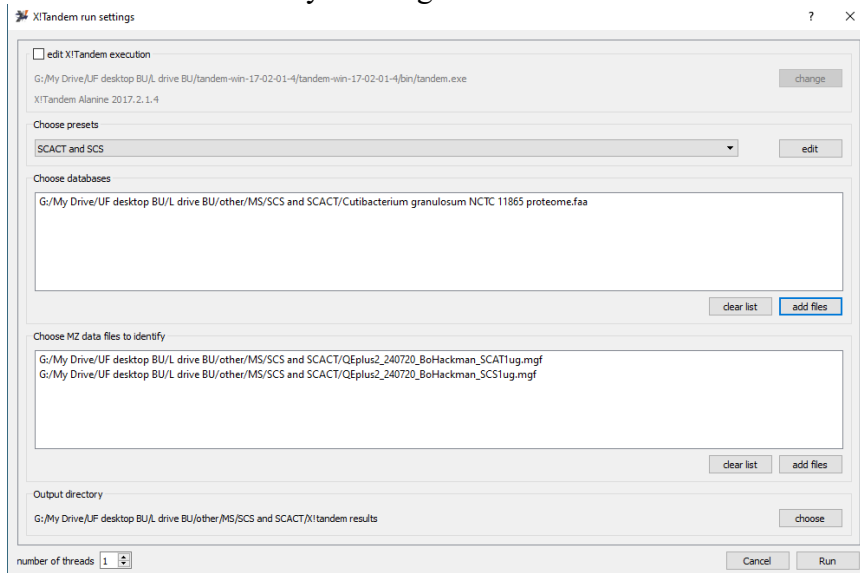 X!Tandem run settings ? ×
edit X!Tandem execution
G:/My Drive/UF desktop BU/L drive BU/tandem-win-17-02-01-4/tandem-win-17-02-01-4/bin/tandem.exe change
X!Tandem Alanine 2017.2.1.4
Choose presets
SCACT and SCS edit
Choose databases
G:/My Drive/UF desktop BU/L drive BU/other/MS/SCS and SCACT/Cutibacterium granulosum NCTC 11865 proteome.faa
clear list add files
Choose MZ data files to identify
G:/My Drive/UF desktop BU/L drive BU/other/MS/SCS and SCACT/QEplus2_240720_BoHackman_SCAT1ug.mgf
G:/My Drive/UF desktop BU/L drive BU/other/MS/SCS and SCACT/QEplus2_240720_BoHackman_SCS1ug.mgf
clear list add files
Output directory
G:/My Drive/UF desktop BU/L drive BU/other/MS/SCS and SCACT/X!tandem results choose
number of threads 1 Cancel Run